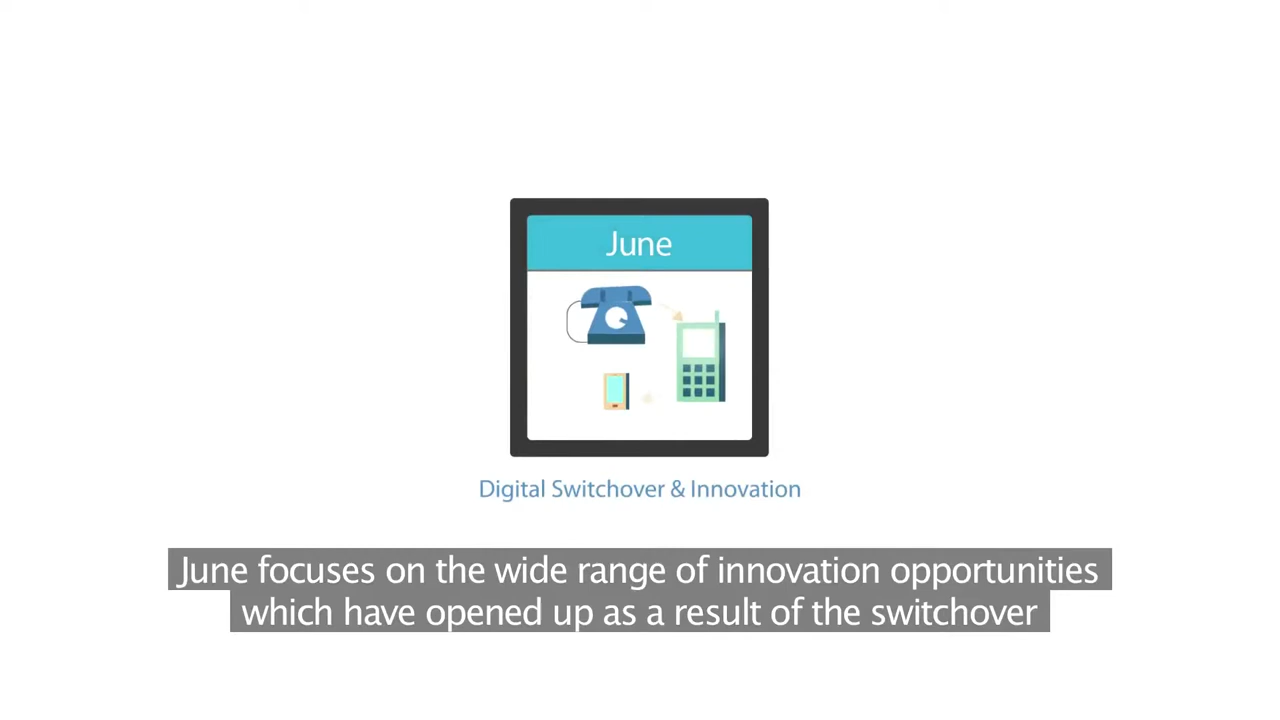 June
Digital Switchover & Innovation
June focuses on the wide range of innovation opportunities
which have opened up as a result of the switchover